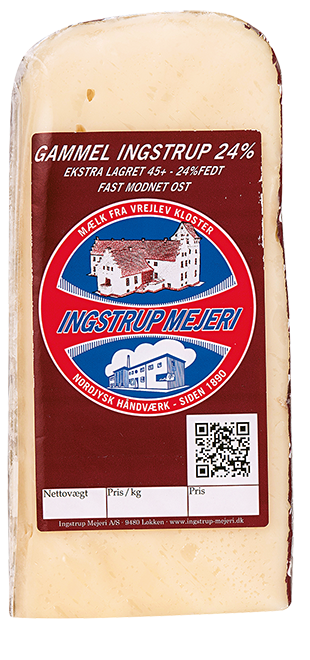 GAMMEL INGSTRUP 24%
EKSTRA LAGRET 45+ - 24%FEDT
FAST MODNET OST
MÆLK FRA VREJLEV KLOSTER
INGSTRUP MEJERI
NORDJYSK HÅNDVÆRK - SIDEN 1890
Nettovægt Pris/kg Pris
Ingstrup Mejeri A/S · 9480 Løkken · www.ingstrup-mejeri.dk